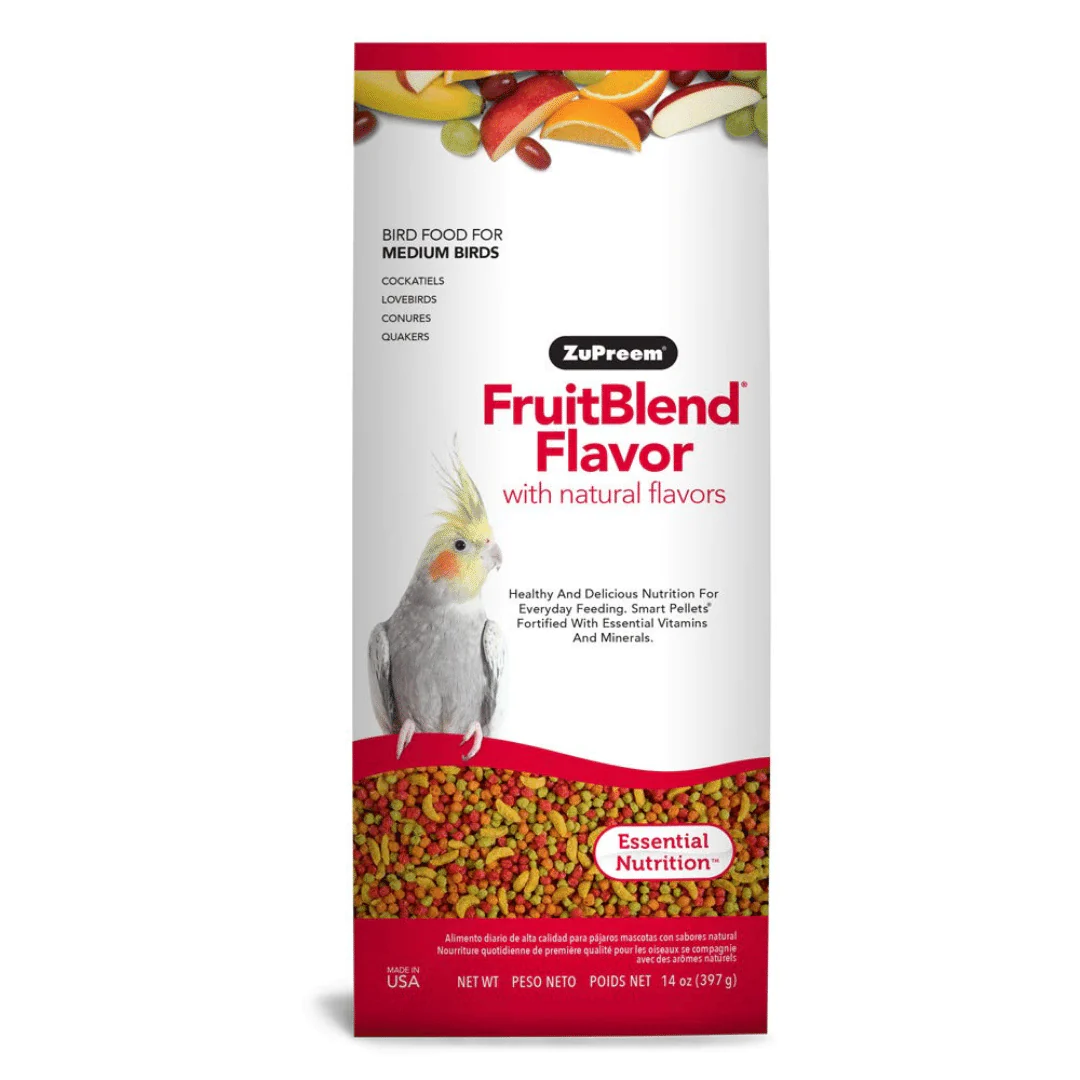 BIRD FOOD FOR
MEDIUM BIRDS
COCKATIELS
LOVEBIRDS
CONURES
QUAKERS
ZuPreem®
FruitBlend®
Flavor
with natural flavors
Healthy And Delicious Nutrition For
Everyday Feeding. Smart Pellets®
Fortified With Essential Vitamins
And Minerals.
Essential
Nutrition™
Alimento diario de alta calidad para pájaros mascotas con sabores natural
Nourriture quotidienne de première qualité pour les oiseaux se compagnie
avec des arômes naturels
MADE IN
USA
NET WT PESO NETO POIDS NET 14 oz (397 g)